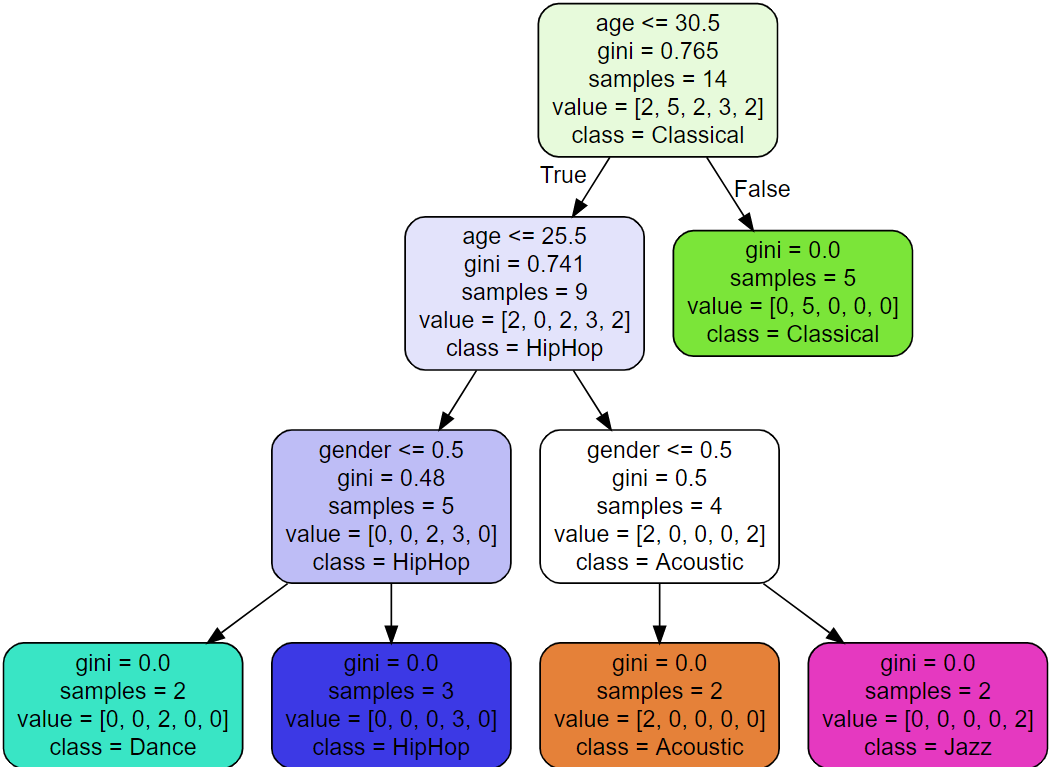 age <= 30.5
gini = 0.765
samples = 14
value = [2, 5, 2, 3, 2]
class = Classical
True
False
age <= 25.5
gini = 0.741
samples = 9
value = [2, 0, 2, 3, 2]
class = HipHop
gini = 0.0
samples = 5
value = [0, 5, 0, 0, 0]
class = Classical
gender <= 0.5
gini = 0.48
samples = 5
value = [0, 0, 2, 3, 0]
class = HipHop
gender <= 0.5
gini = 0.5
samples = 4
value = [2, 0, 0, 0, 2]
class = Acoustic
gini = 0.0
samples = 2
value = [0, 0, 2, 0, 0]
class = Dance
gini = 0.0
samples = 3
value = [0, 0, 0, 3, 0]
class = HipHop
gini = 0.0
samples = 2
value = [2, 0, 0, 0, 0]
class = Acoustic
gini = 0.0
samples = 2
value = [0, 0, 0, 0, 2]
class = Jazz